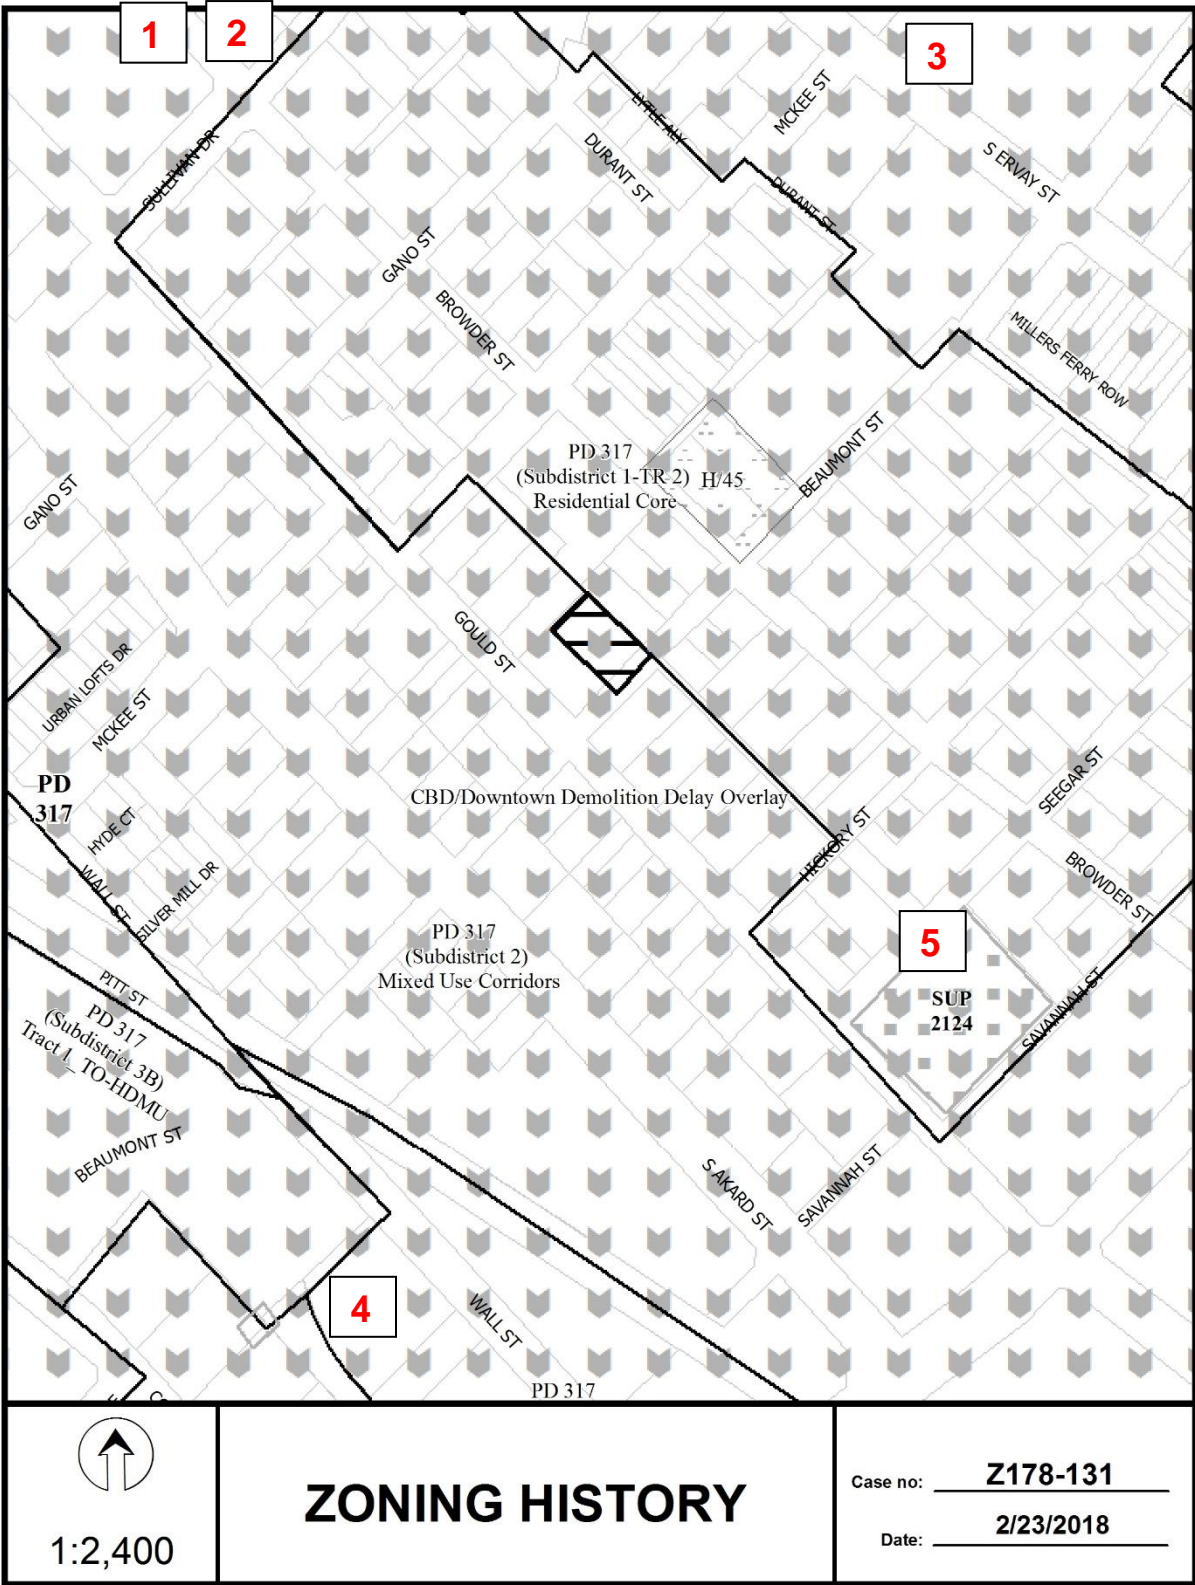 1
2
3
SULLIVAN DR
LYTLE ALY
MCKEE ST
DURANT ST
S ERVAY ST
DURANT ST
GANO ST
BROWDER ST
MILLERS FERRY ROW
BEAUMONT ST
PD 317
(Subdistrict 1-TR 2)
Residential Core
H/45
GANO ST
GOULD ST
URBAN LOFTS DR
MCKEE ST
PD
317
CBD/Downtown Demolition Delay Overlay
SEEGAR ST
HYDE CT
HICKORY ST
BROWDER ST
WALL ST
SILVER MILL DR
PD 317
(Subdistrict 2)
Mixed Use Corridors
5
SUP
2124
SAVANNAH ST
PITT ST
PD 317
(Subdistrict 3B)
Tract 1_ TO-HDMU
BEAUMONT ST
S AKARD ST
SAVANNAH ST
4
WALL ST
PD 317
1:2,400
ZONING HISTORY
Case no: Z178-131
Date: 2/23/2018